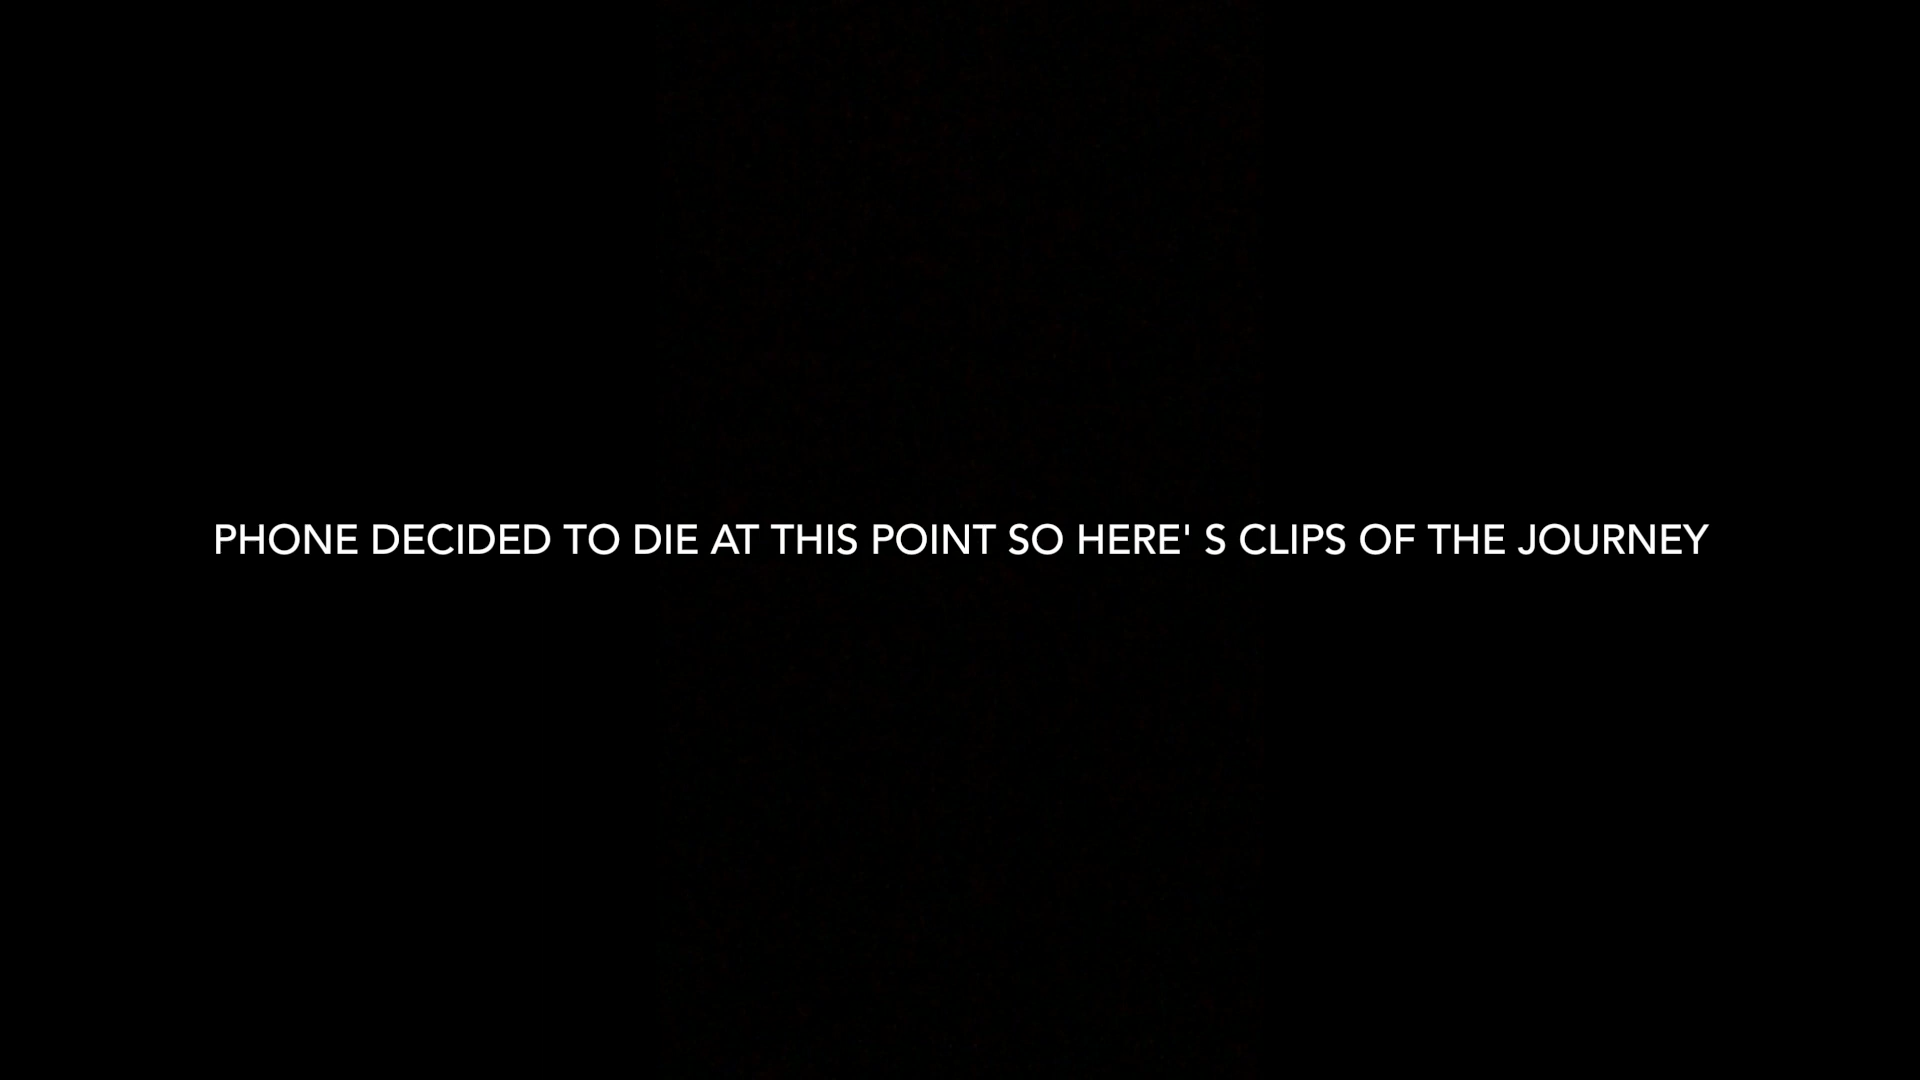 PHONE DECIDED TO DIE AT THIS POINT SO HERE' S CLIPS OF THE JOURNEY